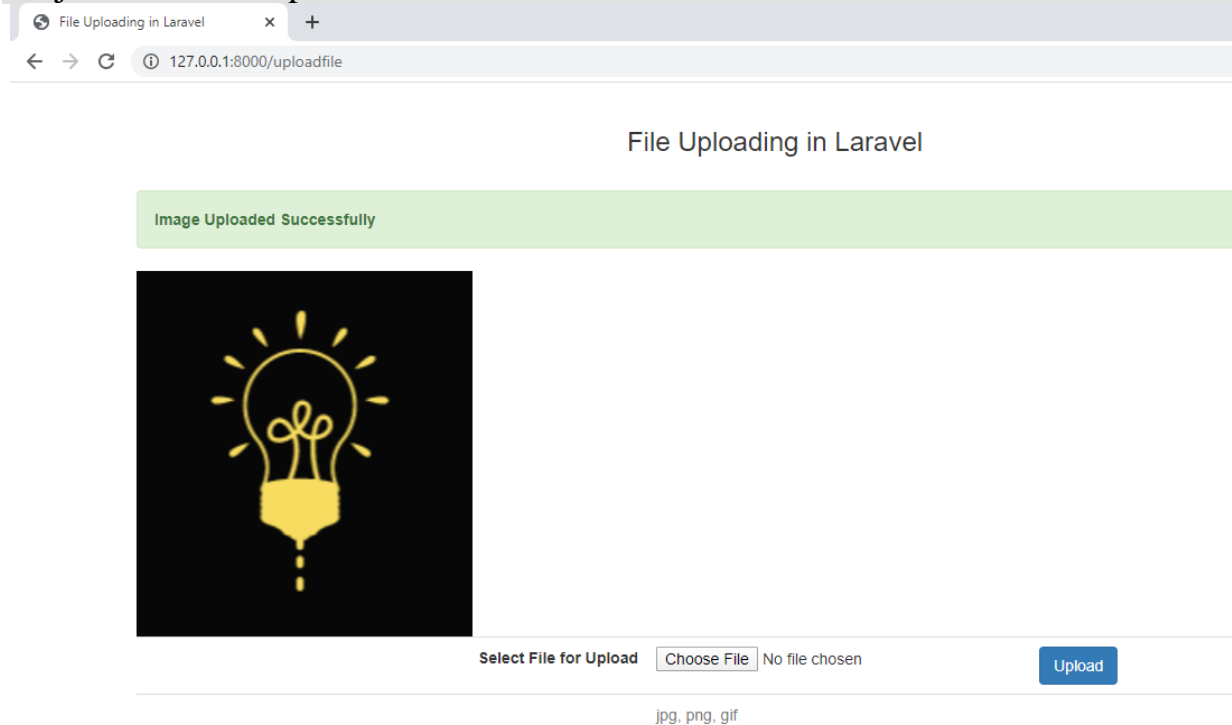 File Uploading in Laravel
127.0.0.1:8000/uploadfile
File Uploading in Laravel
Image Uploaded Successfully
Select File for Upload Choose File No file chosen Upload
jpg, png, gif